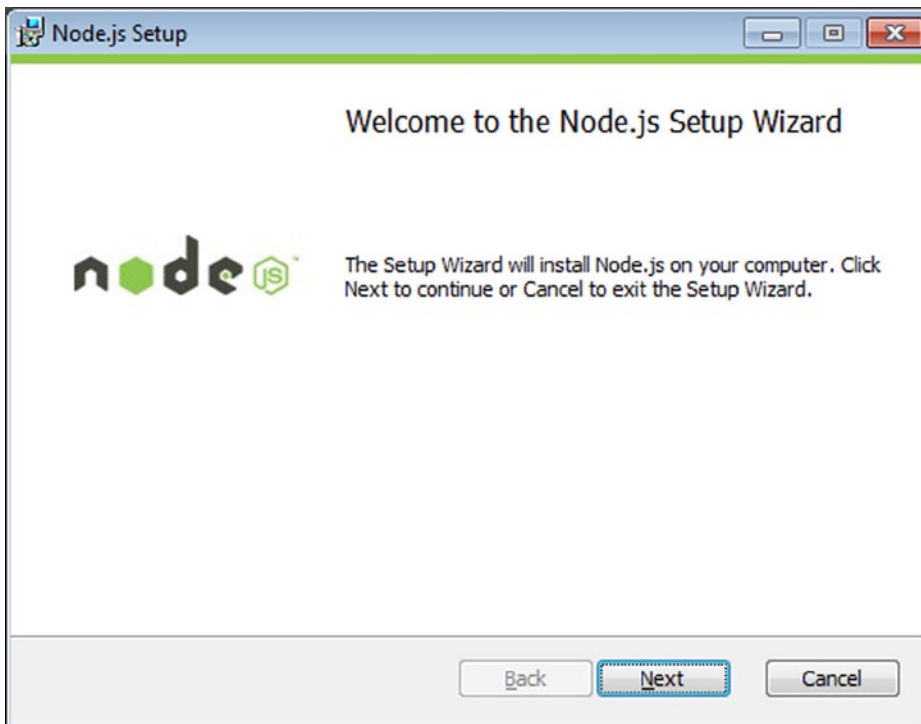 Node.js Setup
Welcome to the Node.js Setup Wizard
node JS™
The Setup Wizard will install Node.js on your computer. Click
Next to continue or Cancel to exit the Setup Wizard.
Back Next Cancel